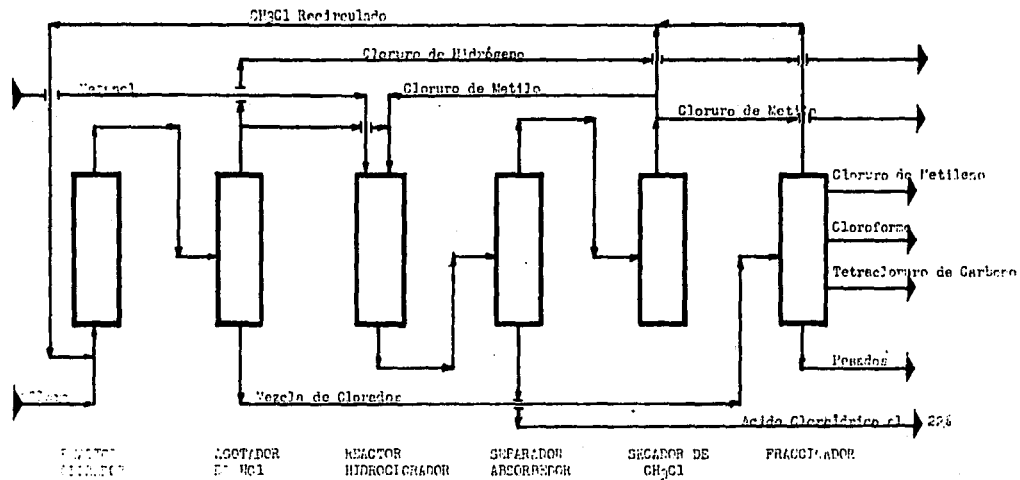 CH3Cl Recirculado
Cloruro de Hidrógeno
Metanol
Cloruro de Metilo
Cloruro de Metilo
Cloruro de Metileno
Cloroformo
Tetracloruro de Carbono
Pesados
Cloro
Mezcla de Clorados
Acido Clorhídrico al 22%
REACTOR
AGOTADOR
REACTOR
SEPARADOR
SECADOR DE
FRACCIONADOR
DE HCl
HIDROCLORADOR
ABSORBEDOR
CH3Cl